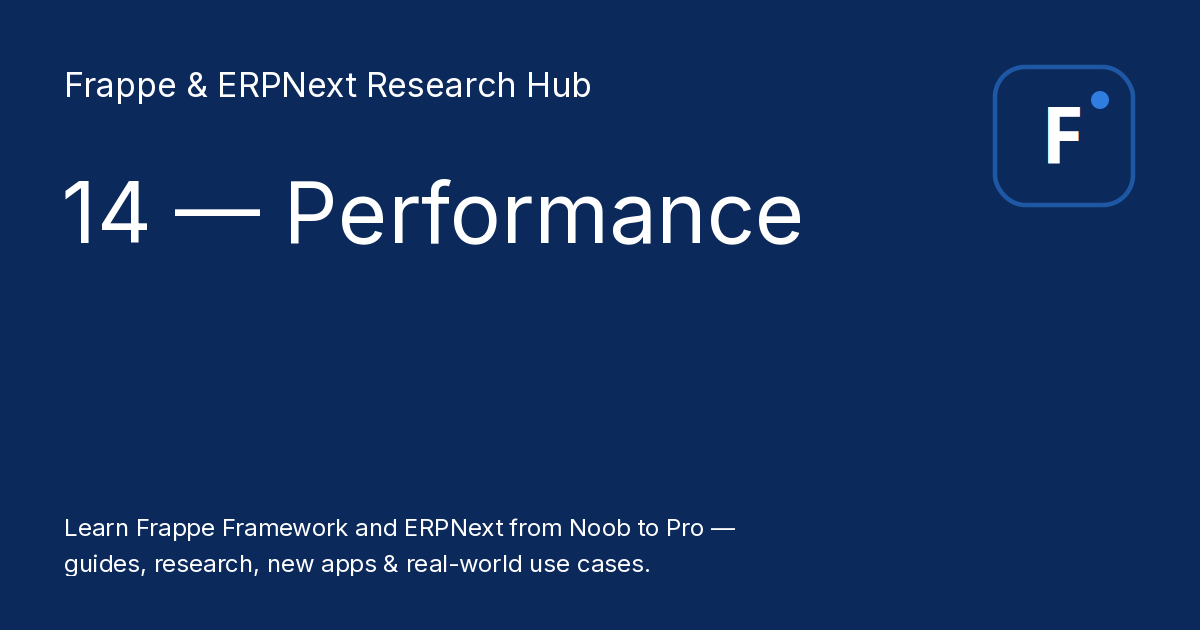 Frappe & ERPNext Research Hub
F
14 — Performance
Learn Frappe Framework and ERPNext from Noob to Pro —
guides, research, new apps & real-world use cases.